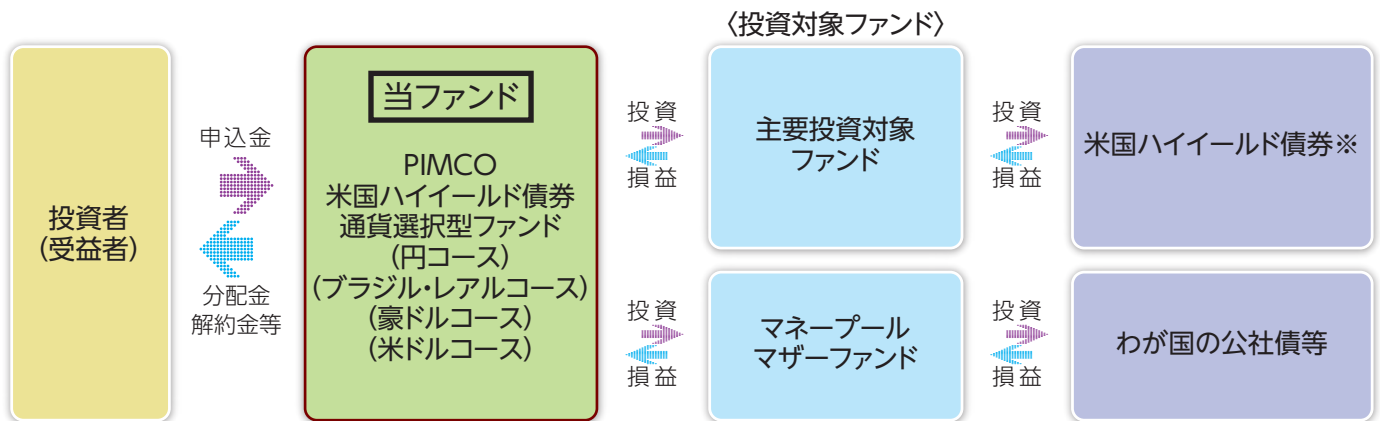 〈投資対象ファンド〉
投資者
(受益者)
申込金
分配金
解約金等
当ファンド
PIMCO
米国ハイイールド債券
通貨選択型ファンド
(円コース)
(ブラジル・レアルコース)
(豪ドルコース)
(米ドルコース)
投資
損益
主要投資対象
ファンド
投資
損益
米国ハイイールド債券※
投資
損益
マネープール
マザーファンド
投資
損益
わが国の公社債等